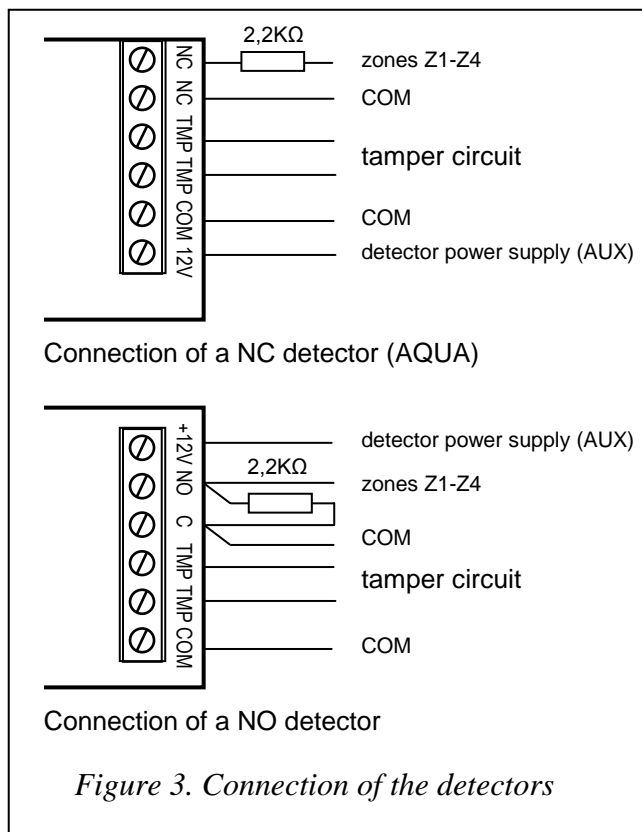 2,2KΩ
NC
zones Z1-Z4
NC
COM
TMP
TMP
tamper circuit
COM
COM
12V
detector power supply (AUX)
Connection of a NC detector (AQUA)
+12V
detector power supply (AUX)
2,2KΩ
NO
zones Z1-Z4
C
COM
TMP
TMP
tamper circuit
COM
COM
Connection of a NO detector
Figure 3. Connection of the detectors